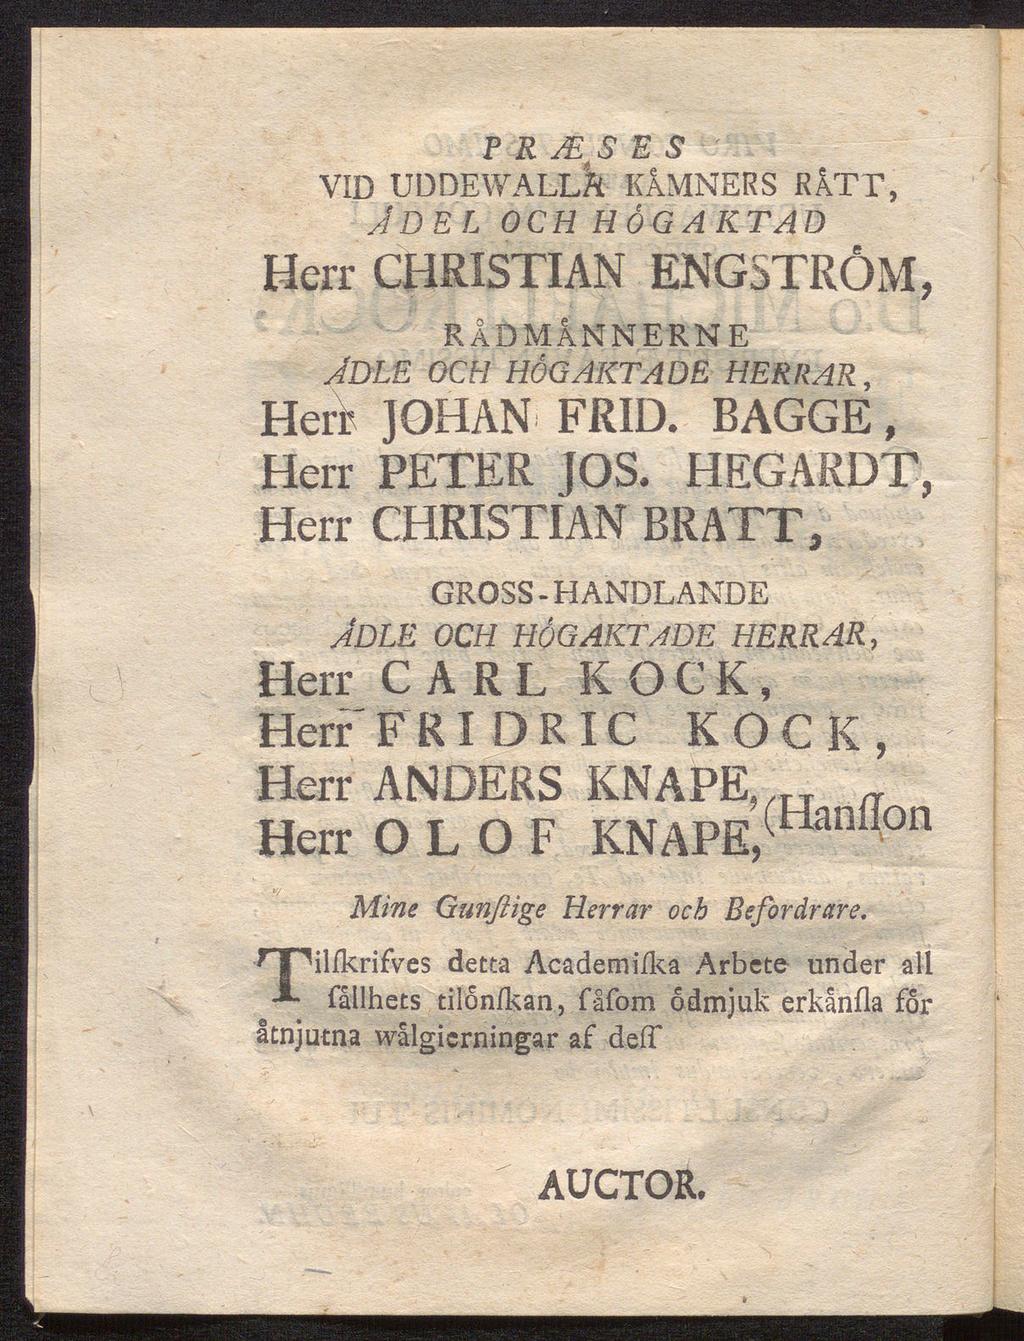 PRÆSES
VID UDDEWALLA KÅMNERS RÅTT,
ÅDEL OCH HÖGAKTAD
Herr CHRISTIAN ENGSTRÖM,
RÅDMÅNNERNE
ÅDLE OCH HÖGAKTADE HERRAR,
Herr JOHAN FRID. BAGGE,
Herr PETER JOS. HEGARDT,
Herr CHRISTIAN BRATT,
GROSS-HANDLANDE
ÅDLE OCH HÖGAKTADE HERRAR,
Herr CARL KOCK,
Herr FRIDRIC KOCK,
Herr ANDERS KNAPE,
Herr OLOF KNAPE, (Hanſſon
Mine Gunſtige Herrar och Befordrare.
Tilſkrifves detta Academiſka Arbete under all
ſällhets tilönſkan, ſåſom ödmjuk erkänſla för
åtnjutna wälgierningar af deſſ
AUCTOR.